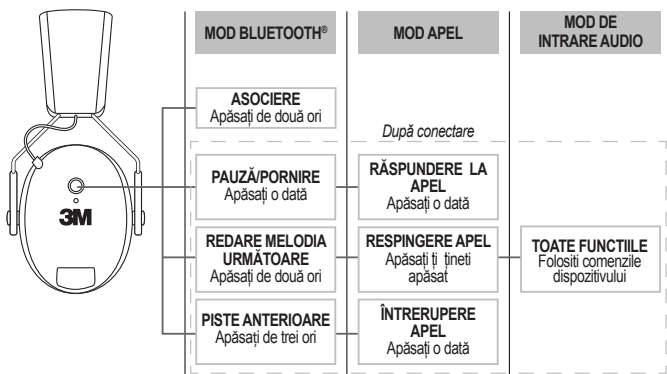 MOD BLUETOOTH®
MOD APEL
MOD DE
INTRARE AUDIO
ASOCIERE
Apăsați de două ori
După conectare
PAUZĂ/PORNIRE
Apăsați o dată
RĂSPUNDERE LA
APEL
Apăsați o dată
3M
REDARE MELODIA
URMĂTOARE
Apăsați de două ori
RESPINGERE APEL
Apăsați ți țineti
apăsat
TOATE FUNCTIILE
Folositi comenzile
dispozitivului
PISTE ANTERIOARE
Apăsați de trei ori
ÎNTRERUPERE
APEL
Apăsați o dată